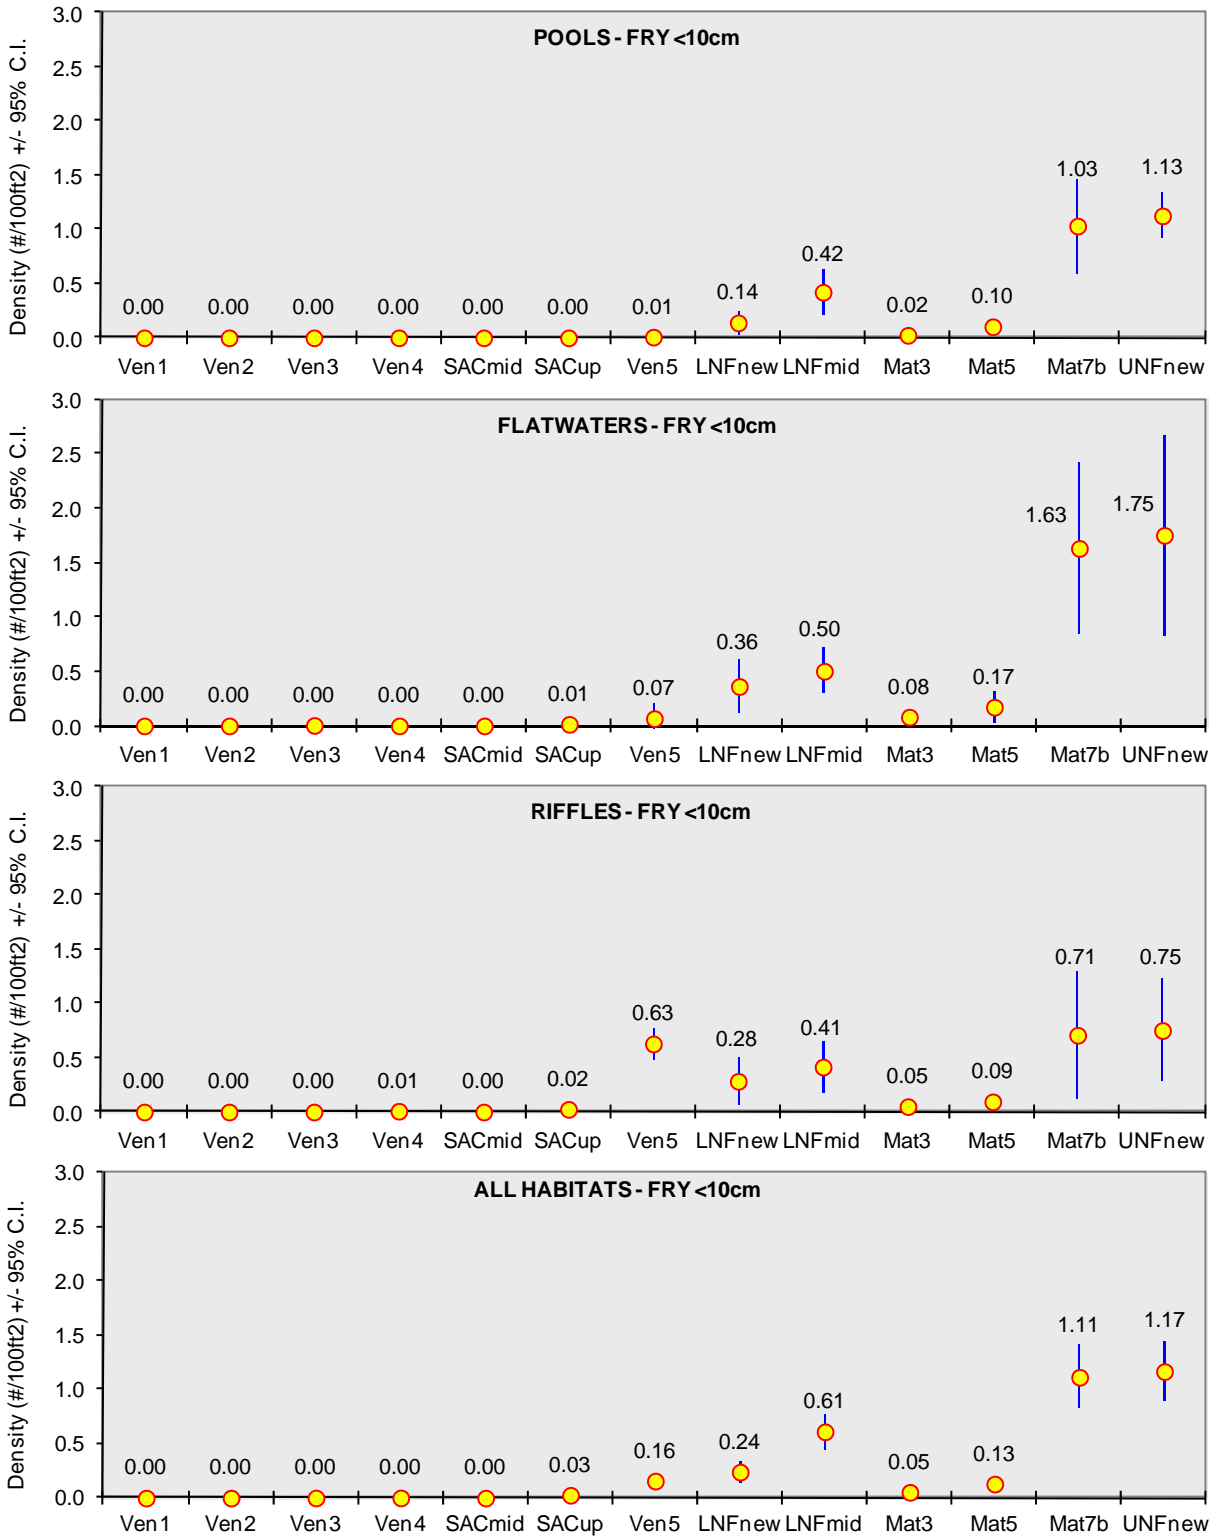 POOLS - FRY <10cm
Density (#/100ft2) +/- 95% C.I.
3.0
2.5
2.0
1.5
1.0
0.5
0.0
0.00 0.00 0.00 0.00 0.00 0.00 0.01 0.14 0.42 0.02 0.10 1.03 1.13
Ven1 Ven2 Ven3 Ven4 SACmid SACup Ven5 LNFnew LNFmid Mat3 Mat5 Mat7b UNFnew
FLATWATERS - FRY <10cm
Density (#/100ft2) +/- 95% C.I.
3.0
2.5
2.0
1.5
1.0
0.5
0.0
0.00 0.00 0.00 0.00 0.00 0.01 0.07 0.36 0.50 0.08 0.17 1.63 1.75
Ven1 Ven2 Ven3 Ven4 SACmid SACup Ven5 LNFnew LNFmid Mat3 Mat5 Mat7b UNFnew
RIFFLES - FRY <10cm
Density (#/100ft2) +/- 95% C.I.
3.0
2.5
2.0
1.5
1.0
0.5
0.0
0.00 0.00 0.00 0.01 0.00 0.02 0.63 0.28 0.41 0.05 0.09 0.71 0.75
Ven1 Ven2 Ven3 Ven4 SACmid SACup Ven5 LNFnew LNFmid Mat3 Mat5 Mat7b UNFnew
ALL HABITATS - FRY <10cm
Density (#/100ft2) +/- 95% C.I.
3.0
2.5
2.0
1.5
1.0
0.5
0.0
0.00 0.00 0.00 0.00 0.00 0.03 0.16 0.24 0.61 0.05 0.13 1.11 1.17
Ven1 Ven2 Ven3 Ven4 SACmid SACup Ven5 LNFnew LNFmid Mat3 Mat5 Mat7b UNFnew